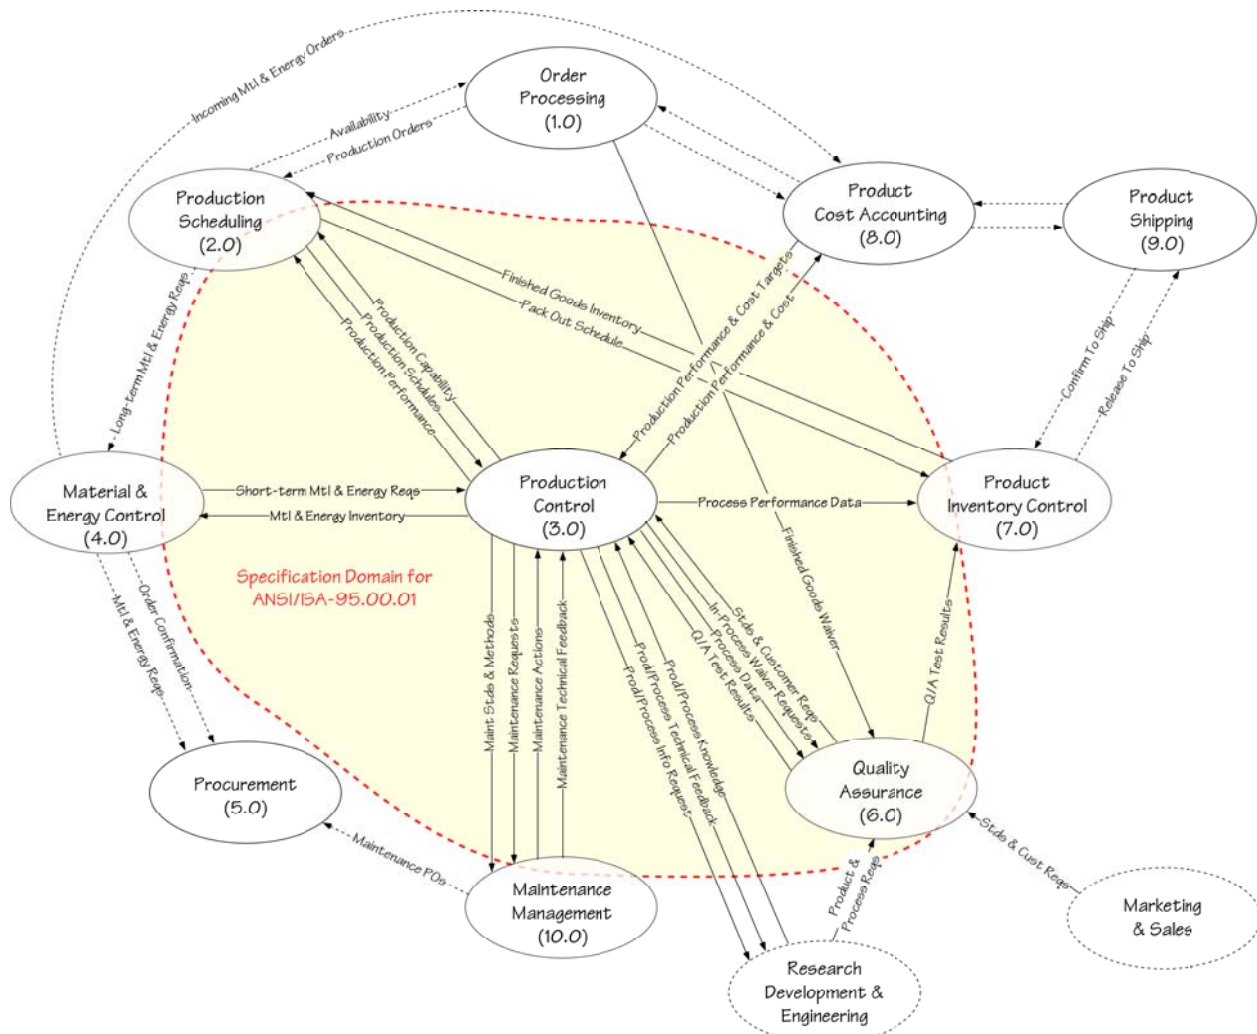 Incoming Mtl & Energy Orders
Order
Processing
(1.0)
Availability
Production Orders
Production
Scheduling
(2.0)
Product
Cost Accounting
(8.0)
Product
Shipping
(9.0)
Long-term Mtl & Energy Reqs
Production Capability
Production Schdules
Production Performance
Finished Goods Inventory
Pack Out Schedule
Production Performance & Cost Targets
Production Performance & Cost
Confirm To Ship
Release To Ship
Material &
Energy Control
(4.0)
Short-term Mtl & Energy Reqs
Mtl & Energy Inventory
Production
Control
(3.0)
Process Performance Data
Product
Inventory Control
(7.0)
Specification Domain for
ANSI/ISA-95.00.01
Order Confirmation
Mtl & Energy Reqs
Maint Stds & Methods
Maintenance Requests
Maintenance Actions
Maintenance Technical Feedback
Finished Goods Waiver
Stds & Customer Reqs
In-Process Waiver Requests
Process Data
Q/A Test Results
Prod/Process Knowledge
Prod/Process Technical Feedback
Prod/Process Info Request
Q/A Test Results
Procurement
(5.0)
Quality
Assurance
(6.0)
Maintenance POs
Maintenance
Management
(10.0)
Product &
Process Reqs
Stds & Cust Reqs
Marketing
& Sales
Research
Development &
Engineering